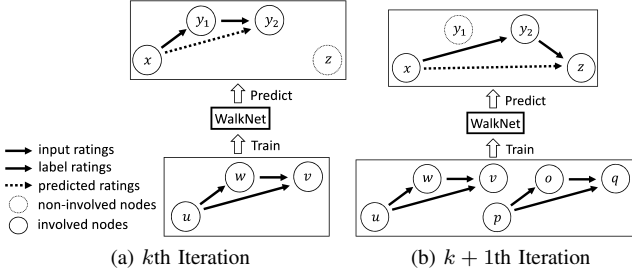 y1 y2 y1 y2
x z x z
Predict Predict
WalkNet WalkNet
Train Train
input ratings
label ratings
predicted ratings
non-involved nodes
involved nodes
w v w v o q
u u p
(a) kth Iteration (b) k + 1th Iteration